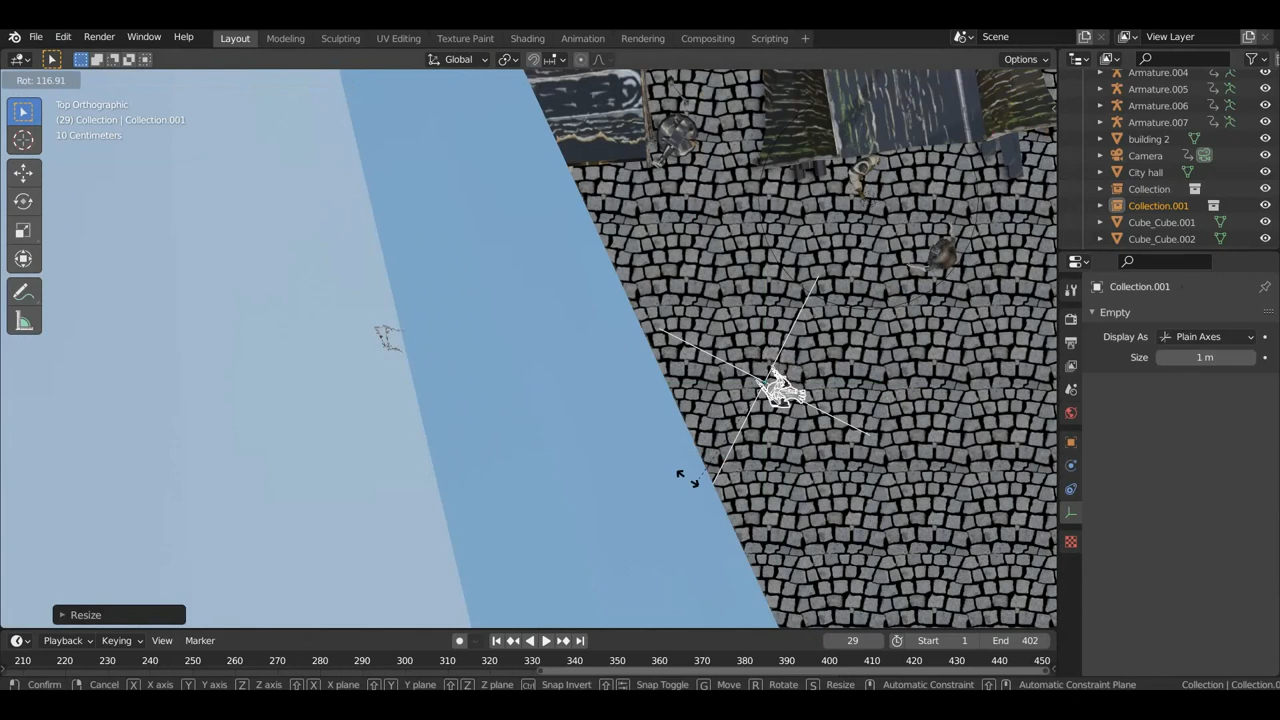 File Edit Render Window Help Layout Modeling Sculpting UV Editing Texture Paint Shading Animation Rendering Compositing Scripting + Scene View Layer
Global Options
Rot: 116.91
Top Orthographic
(29) Collection | Collection.001
10 Centimeters
Armature.004
Armature.005
Armature.006
Armature.007
building 2
Camera
City hall
Collection
Collection.001
Cube_Cube.001
Cube_Cube.002
Collection.001
Empty
Display As Plain Axes
Size 1 m
Resize
Playback Keying View Marker 29 Start 1 End 402
210 220 230 240 250 260 270 280 290 300 310 320 330 340 350 360 370 380 390 400 410 420 430 440 450
Confirm Cancel X X axis Y Y axis Z Z axis X X plane Y Y plane Z Z plane Ctrl Snap Invert Snap Toggle G Move R Rotate S Resize Automatic Constraint Automatic Constraint Plane Collection | Collection.0